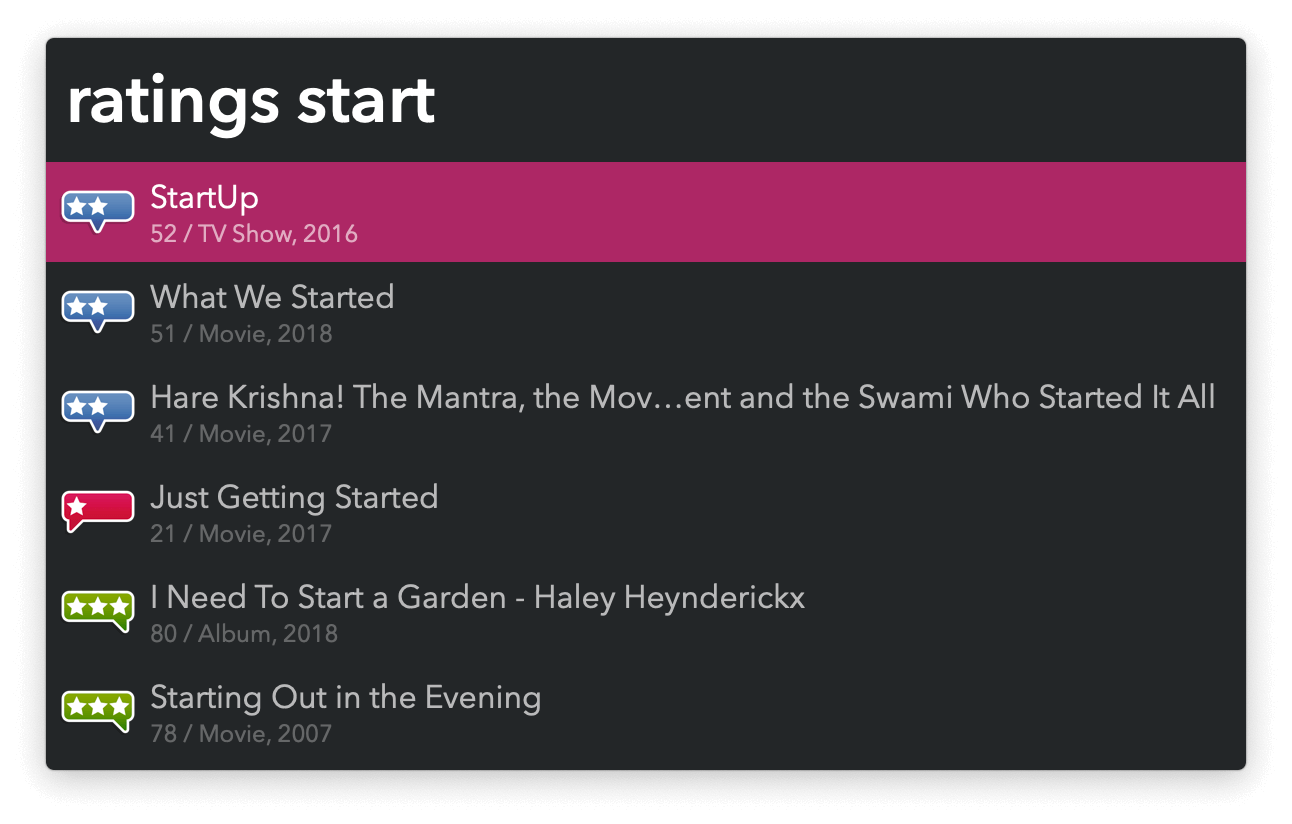 ratings start
StartUp
52 / TV Show, 2016
What We Started
51 / Movie, 2018
Hare Krishna! The Mantra, the Mov…ent and the Swami Who Started It All
41 / Movie, 2017
Just Getting Started
21 / Movie, 2017
I Need To Start a Garden - Haley Heynderickx
80 / Album, 2018
Starting Out in the Evening
78 / Movie, 2007